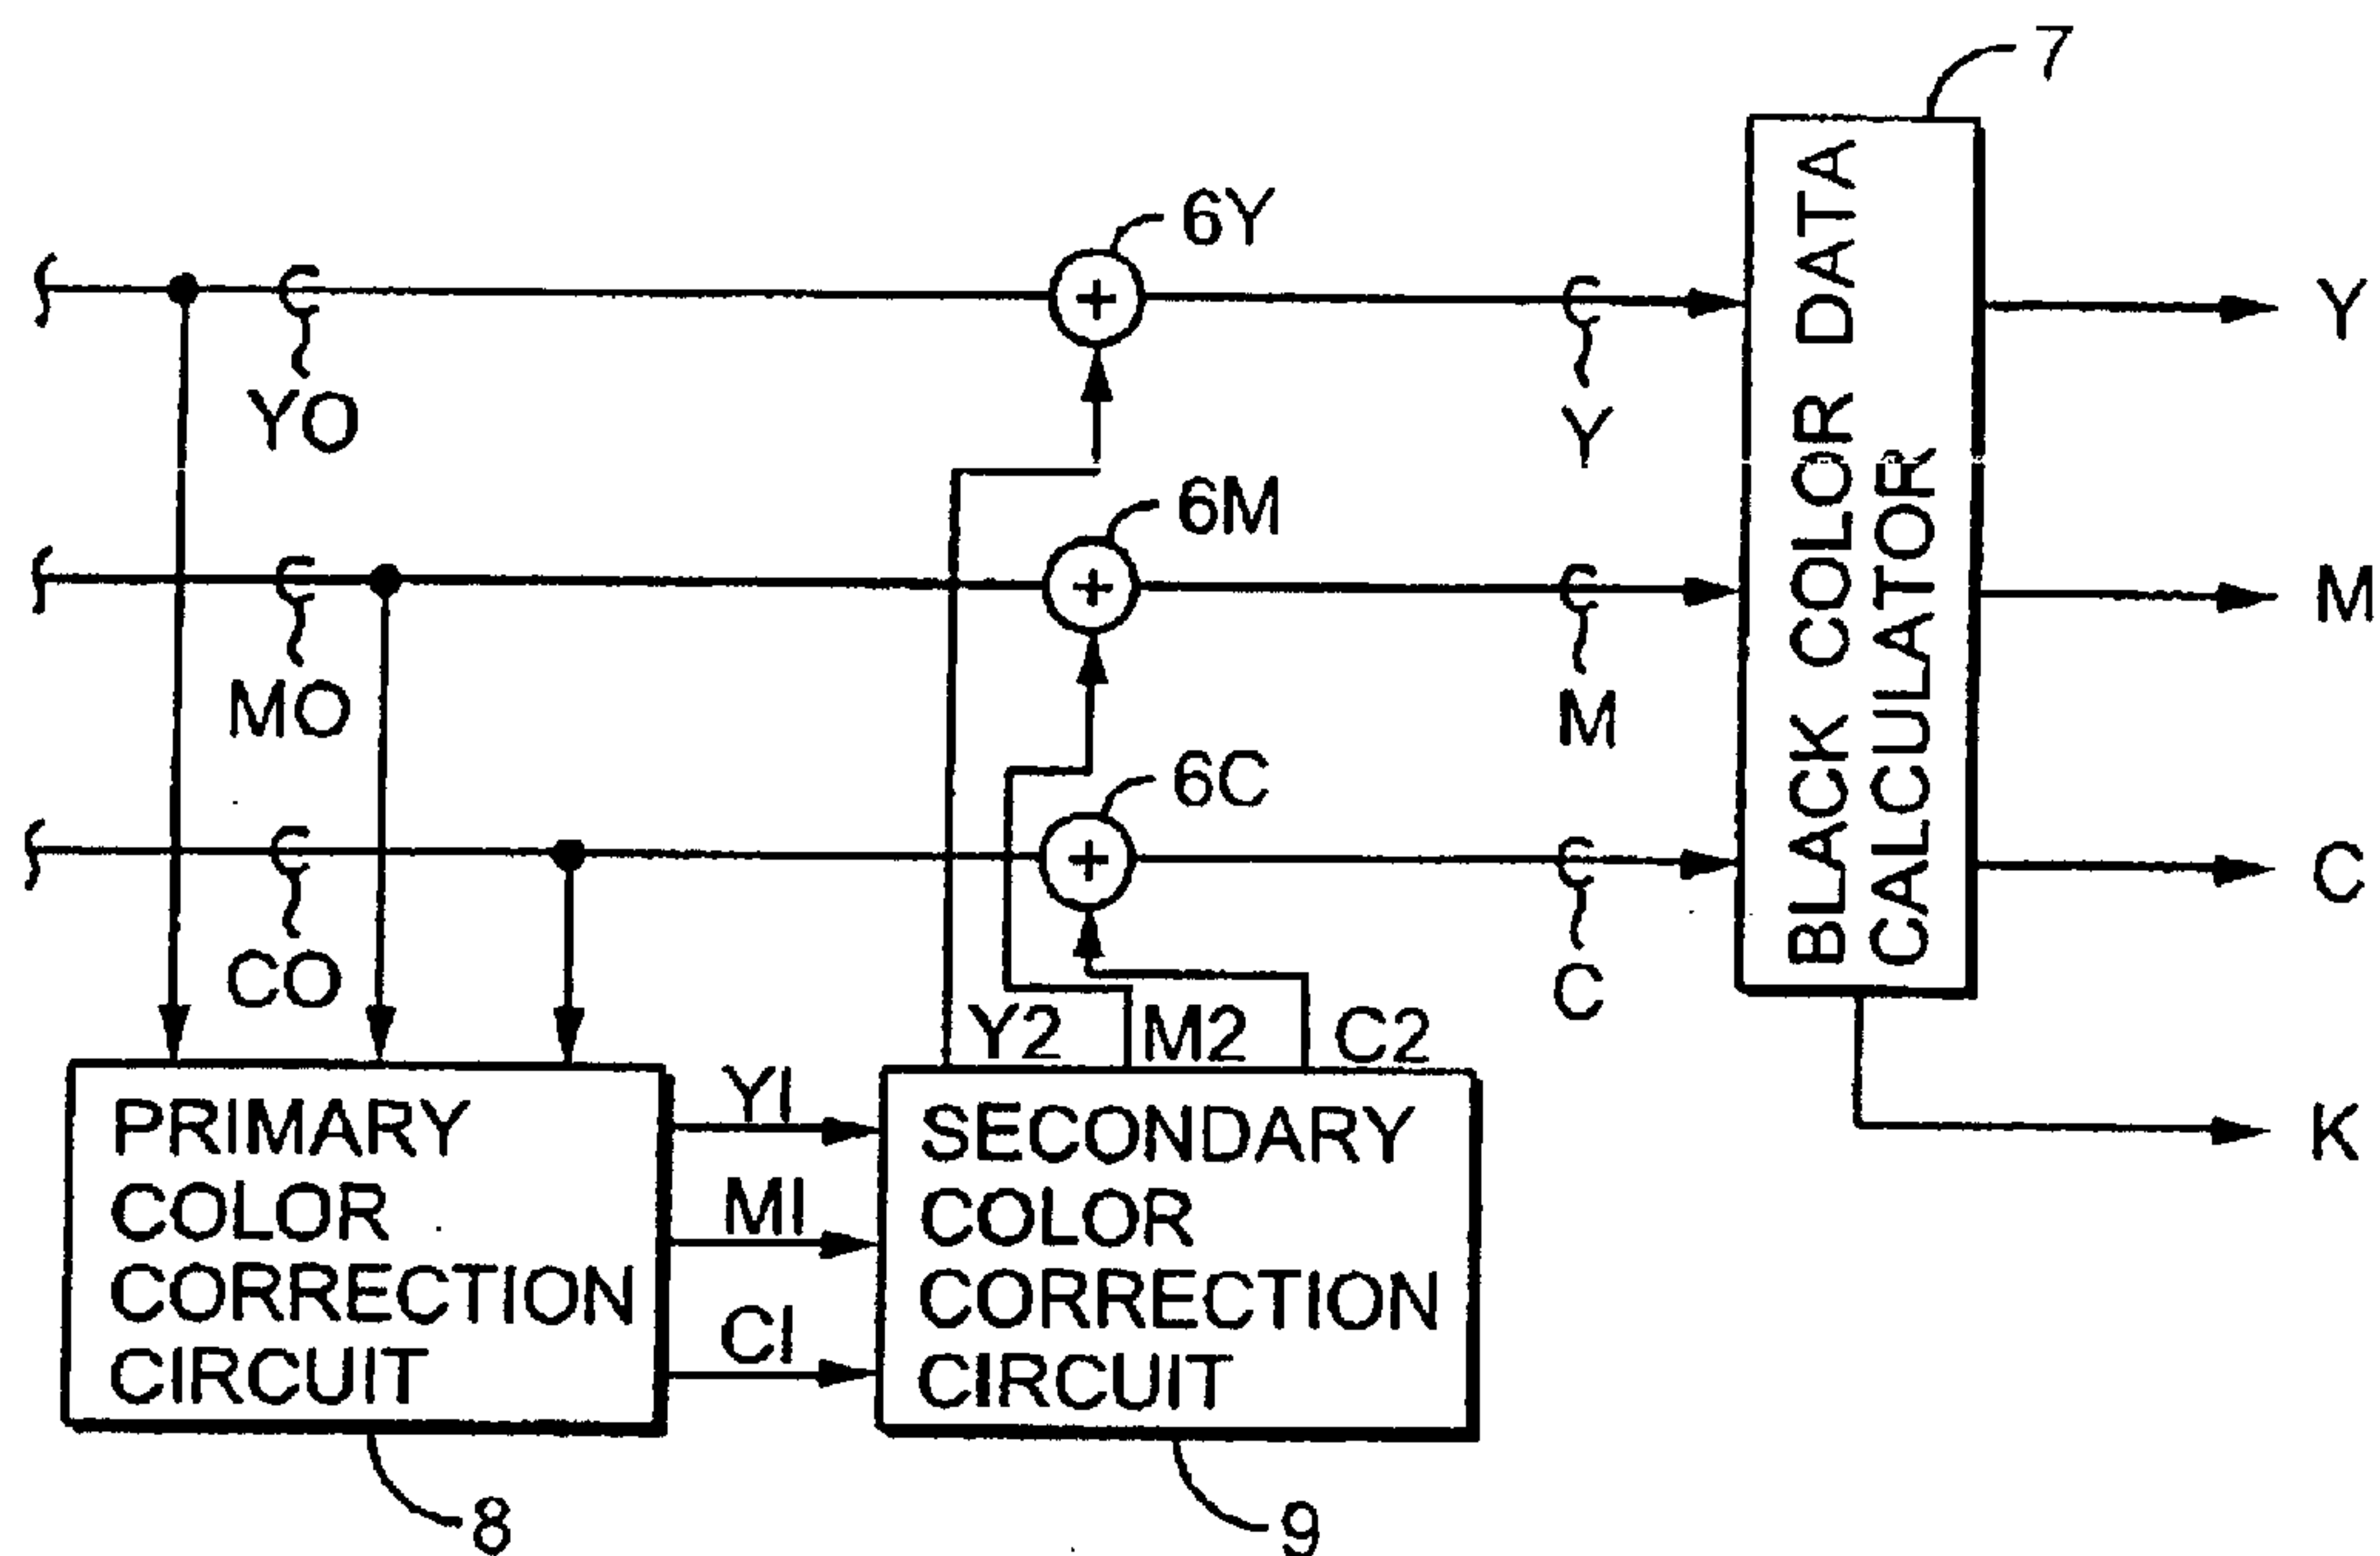 7
6Y
YO
Y
Y
6M
MO
M
M
6C
CO
C
C
BLACK COLOR DATA
CALCULATOR
Y2
M2
C2
K
PRIMARY
COLOR
CORRECTION
CIRCUIT
YI
MI
CI
SECONDARY
COLOR
CORRECTION
CIRCUIT
8
9